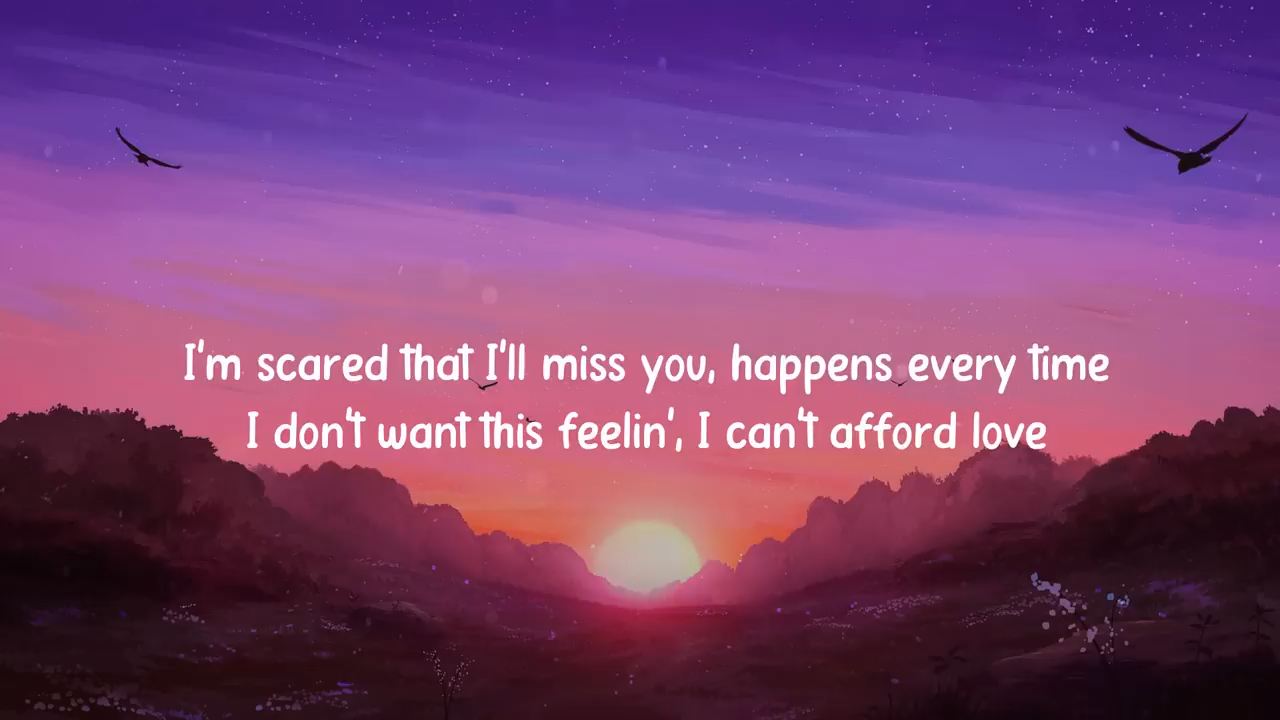 I'm scared that I'll miss you, happens every time
I don't want this feelin', I can't afford love